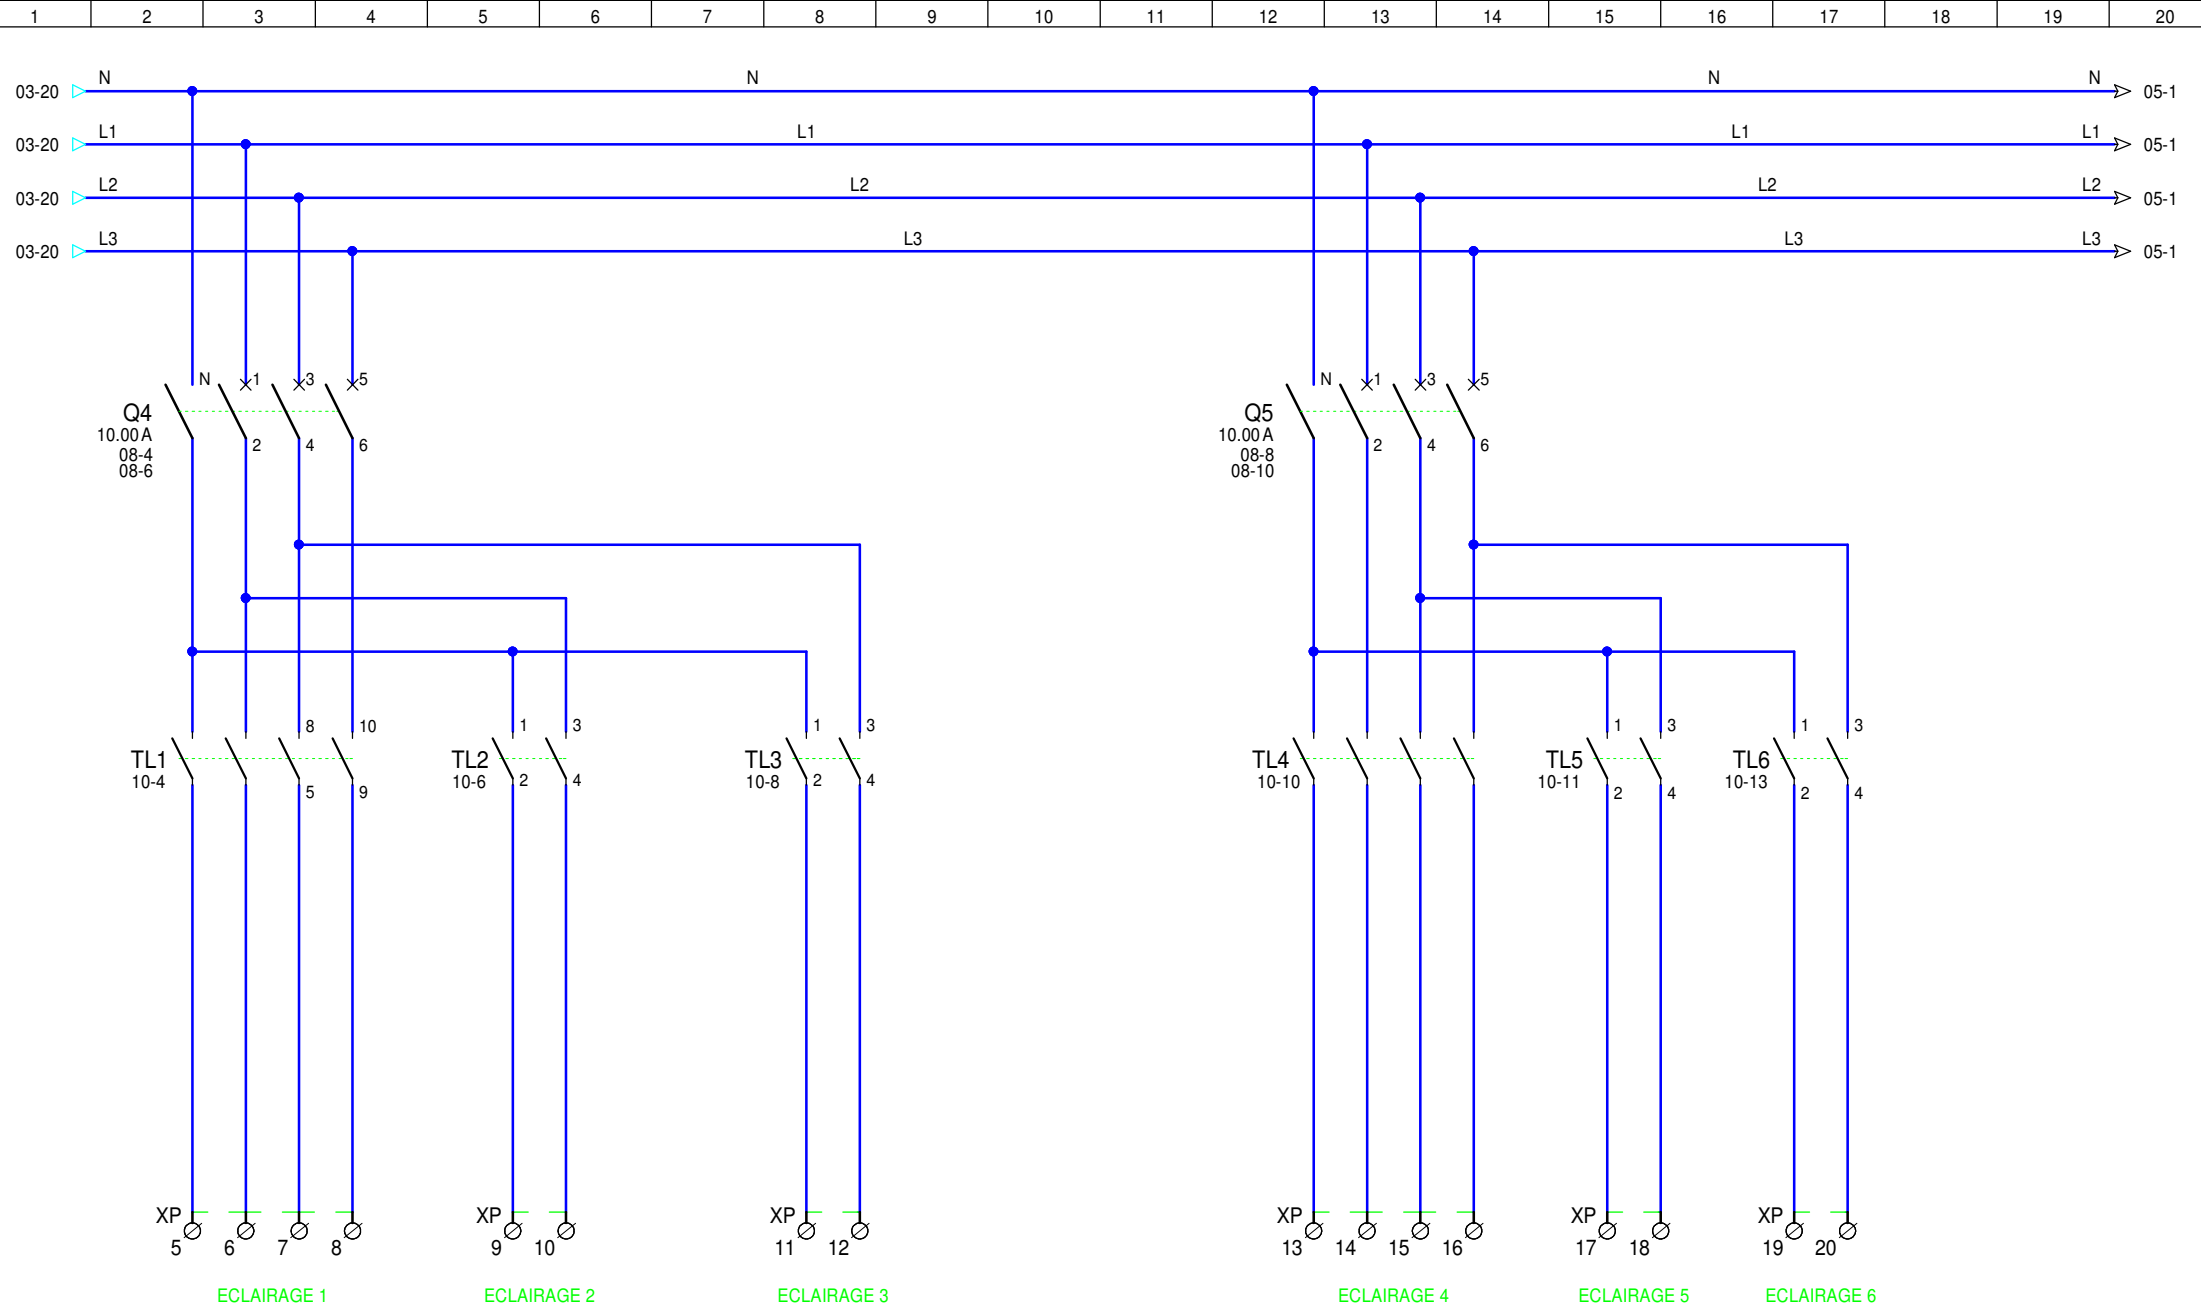 1 2 3 4 5 6 7 8 9 10 11 12 13 14 15 16 17 18 19 20
N N N N
03-20 05-1
L1 L1 L1 L1
03-20 05-1
L2 L2 L2 L2
03-20 05-1
L3 L3 L3 L3
03-20 05-1
N 1 3 5 N 1 3 5
Q4 Q5
10.00 A 10.00 A
2 4 6 2 4 6
08-4 08-8
08-6 08-10
8 10 1 3 1 3 1 3 1 3
TL1 TL2 TL3 TL4 TL5 TL6
10-4 10-6 10-8 10-10 10-11 10-13
5 9 2 4 2 4 2 4 2 4
XP XP XP XP XP XP
5 6 7 8 9 10 11 12 13 14 15 16 17 18 19 20
ECLAIRAGE 1 ECLAIRAGE 2 ECLAIRAGE 3 ECLAIRAGE 4 ECLAIRAGE 5 ECLAIRAGE 6